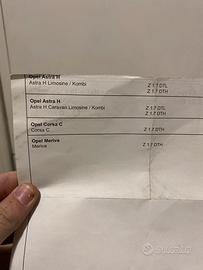 Opel Astra H
Astra H Limosine / Kombi Z 1 7 DTL
Z 1 7 DTH
Opel Astra H
Astra H Caravan Limosine / Kombi Z 1 7 DTL
Z 1 7 DTH
Opel Corsa C
Corsa C Z 1 7 DTH
Opel Meriva
Meriva Z 1 7 DTH
Subito